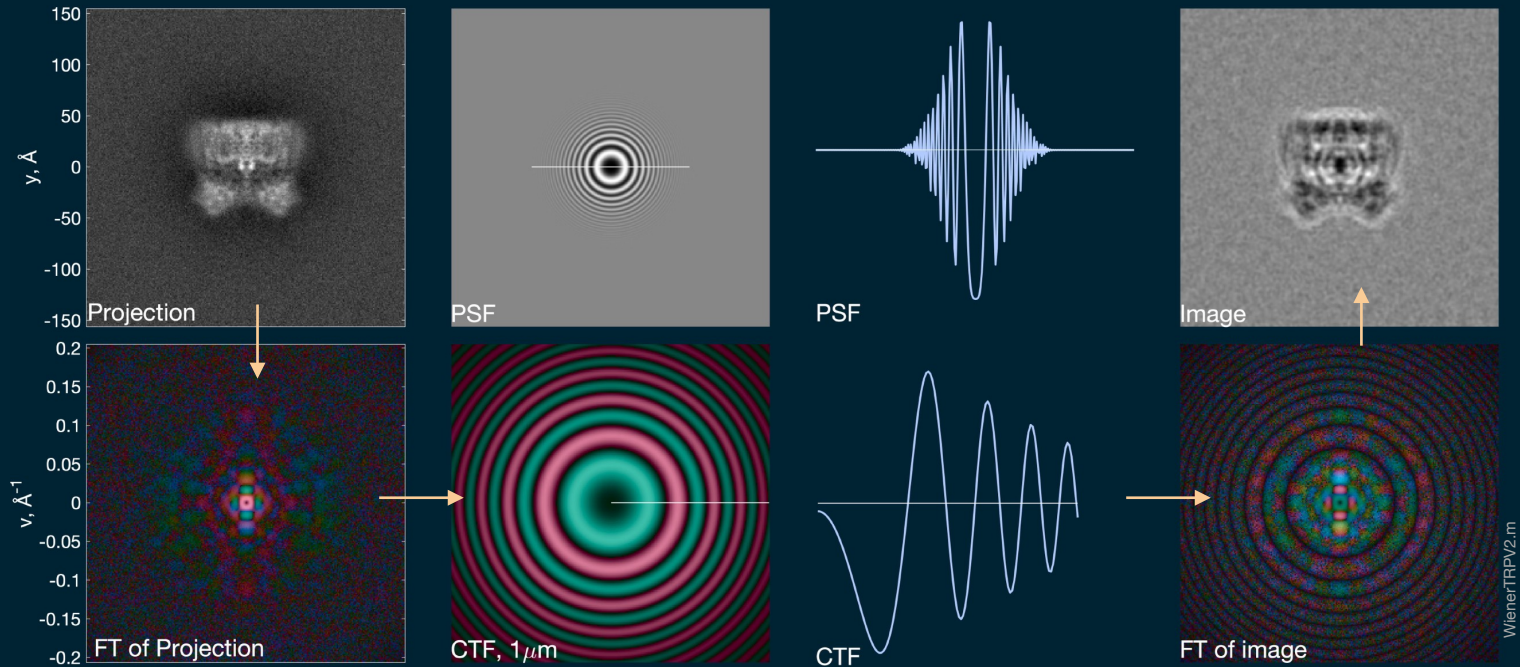 150
100
50
0
-50
-100
-150
y, Å
Projection
PSF
PSF
Image
0.2
0.15
0.1
0.05
0
-0.05
-0.1
-0.15
-0.2
v, Å-1
FT of Projection
CTF, 1μm
CTF
FT of image
WienerTRPV2.m